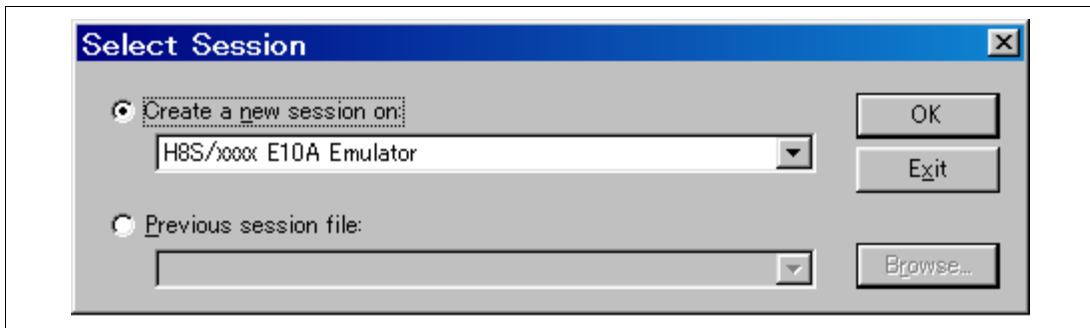 Select Session
Create a new session on:
OK
H8S/xxxx E10A Emulator
Exit
Previous session file:
Browse...